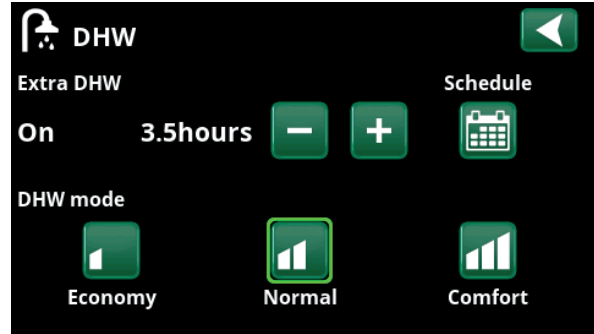 DHW
Extra DHW Schedule
On 3.5hours
DHW mode
Economy Normal Comfort